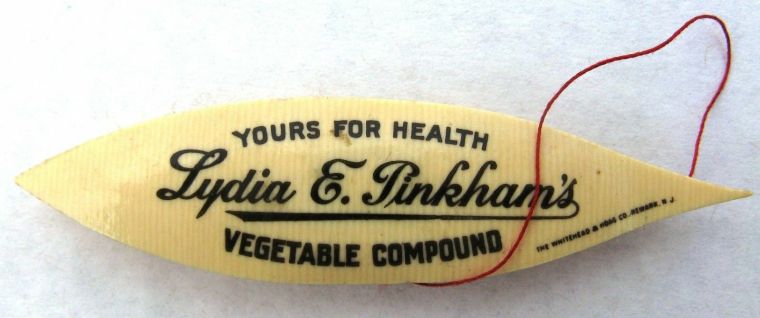 YOURS FOR HEALTH
Lydia E. Pinkham's
VEGETABLE COMPOUND
THE WHITEHEAD & HOAG CO. NEWARK, N.J.